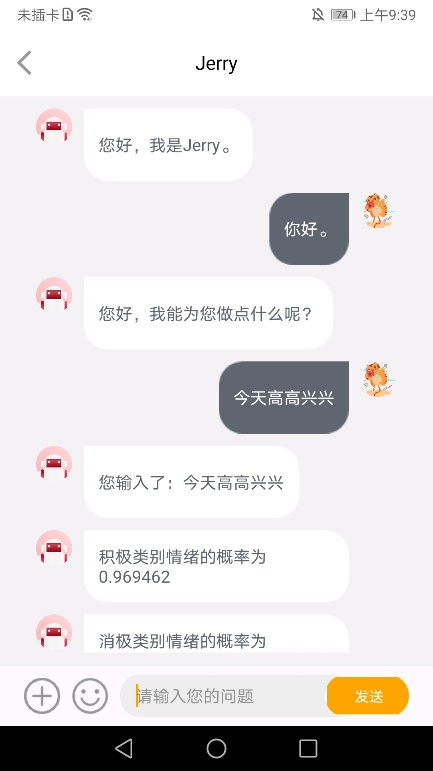 未插卡
74 上午9:39
Jerry
您好，我是Jerry。
你好。
您好，我能为您做点什么呢？
今天高高兴兴
您输入了：今天高高兴兴
积极类别情绪的概率为
0.969462
消极类别情绪的概率为
请输入您的问题
发送